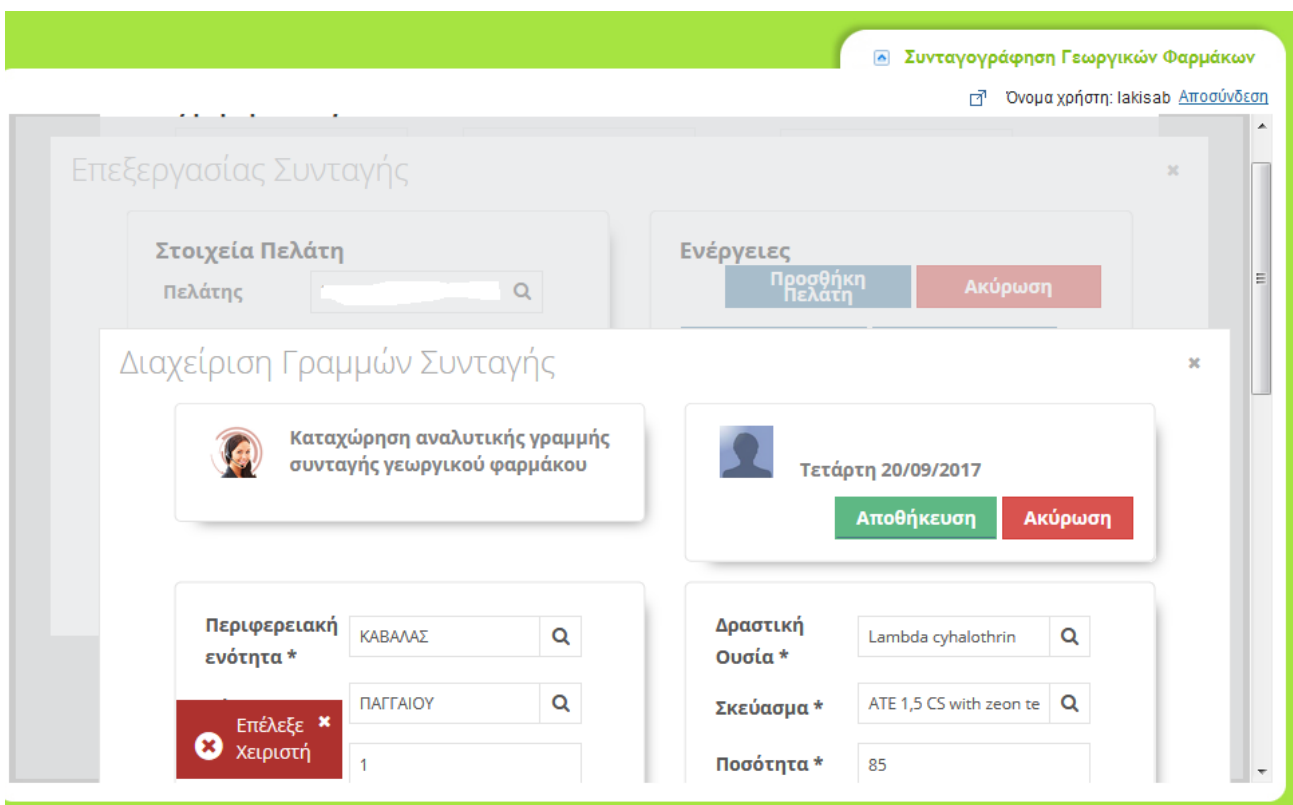 Συνταγογράφηση Γεωργικών Φαρμάκων
Όνομα χρήστη: lakisab Αποσύνδεση
Επεξεργασίας Συνταγής
Στοιχεία Πελάτη
Πελάτης
Ενέργειες
Προσθήκη
Πελάτη
Ακύρωση
Διαχείριση Γραμμών Συνταγής
Καταχώρηση αναλυτικής γραμμής
συνταγής γεωργικού φαρμάκου
Τετάρτη 20/09/2017
Αποθήκευση
Ακύρωση
Περιφερειακή
ενότητα *
ΚΑΒΑΛΑΣ
ΠΑΓΓΑΙΟΥ
1
Επέλεξε
Χειριστή
Δραστική
Ουσία *
Lambda cyhalothrin
Σκεύασμα *
ATE 1,5 CS with zeon te
Ποσότητα *
85